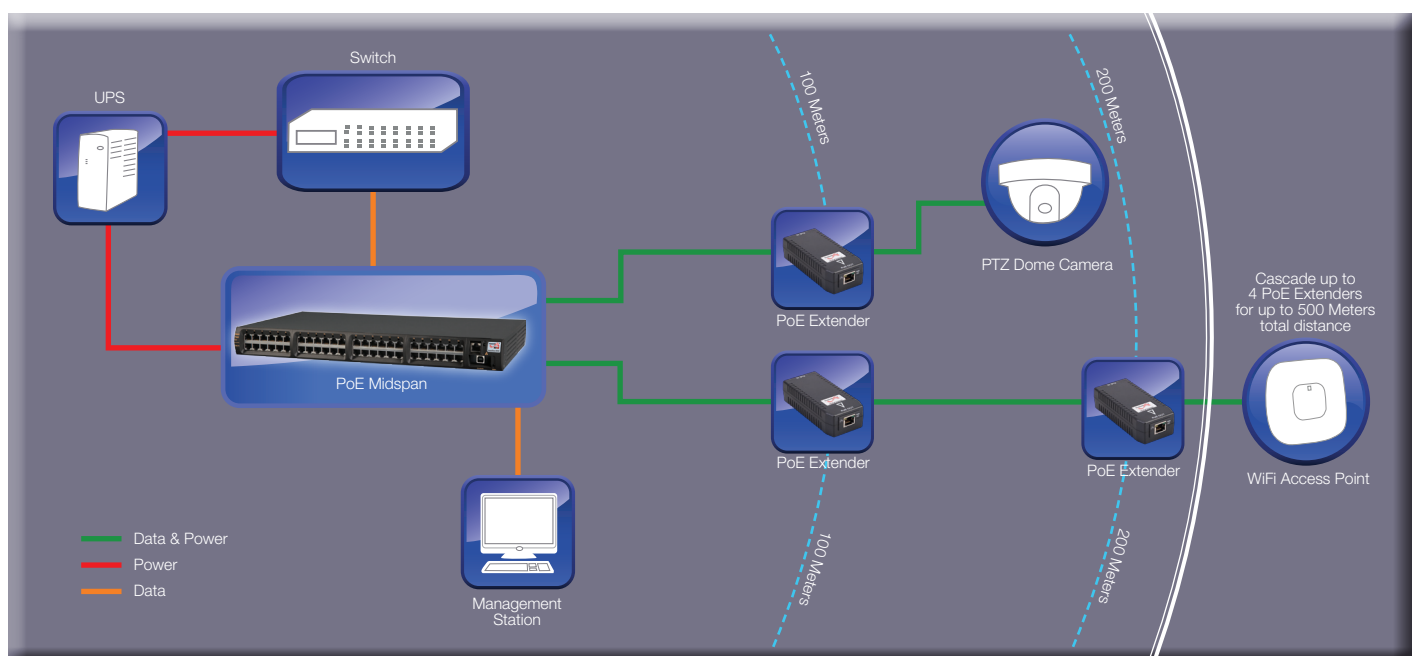 Switch
UPS
100 Meters
200 Meters
PTZ Dome Camera
PoE Extender
Cascade up to
4 PoE Extenders
for up to 500 Meters
total distance
PoE Midspan
PoE Extender
PoE Extender
WiFi Access Point
100 Meters
200 Meters
Data & Power
Power
Data
Management
Station